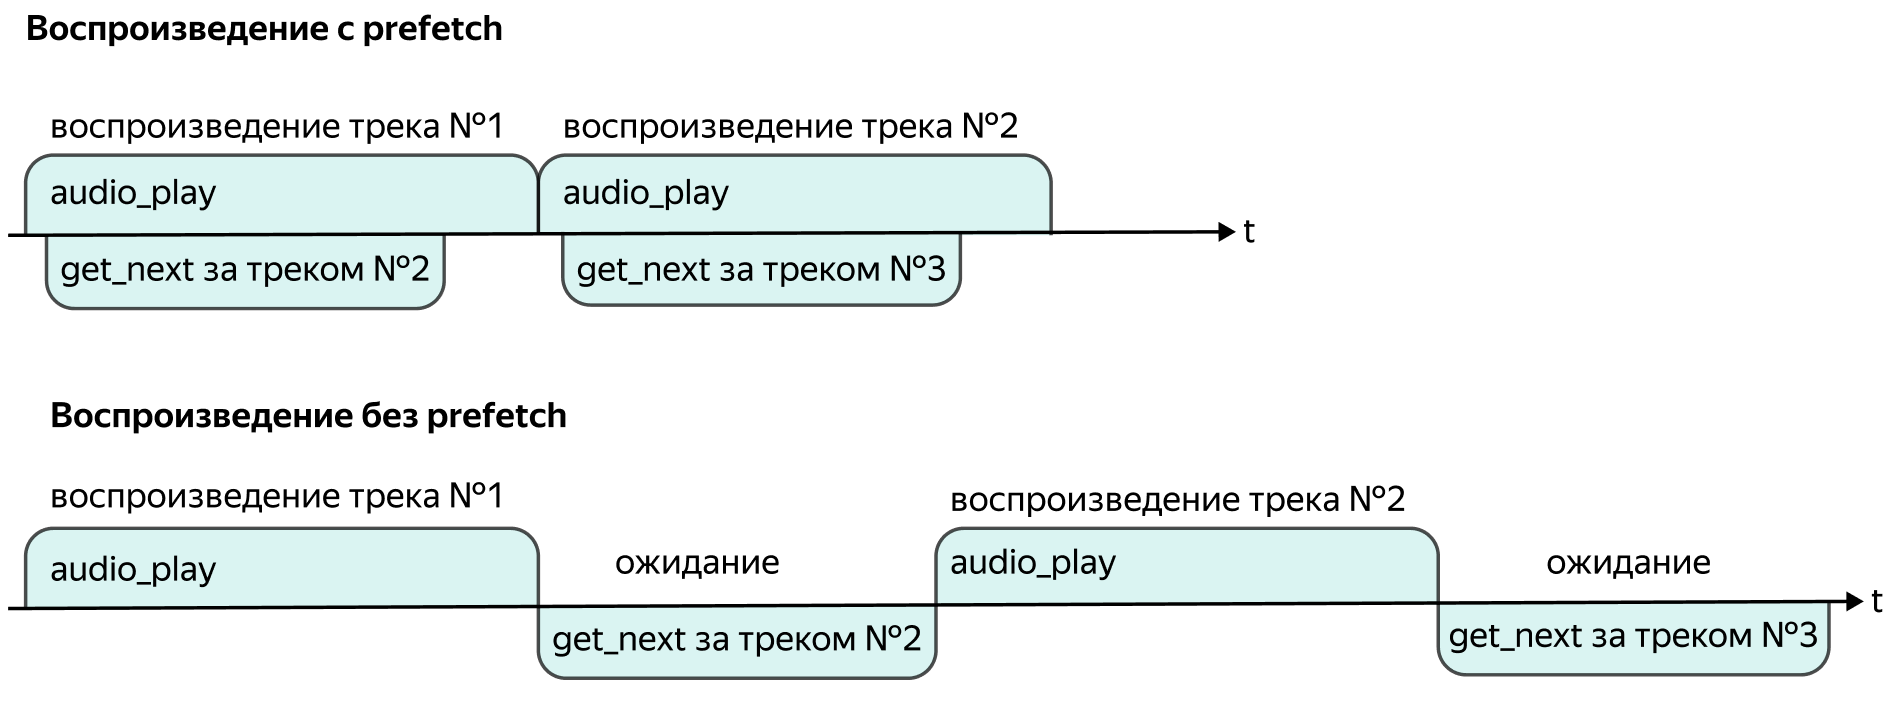 Воспроизведение с prefetch
воспроизведение трека №1
воспроизведение трека №2
audio_play
audio_play
t
get_next за треком №2
get_next за треком №3
Воспроизведение без prefetch
воспроизведение трека №1
воспроизведение трека №2
audio_play
ожидание
audio_play
ожидание
t
get_next за треком №2
get_next за треком №3